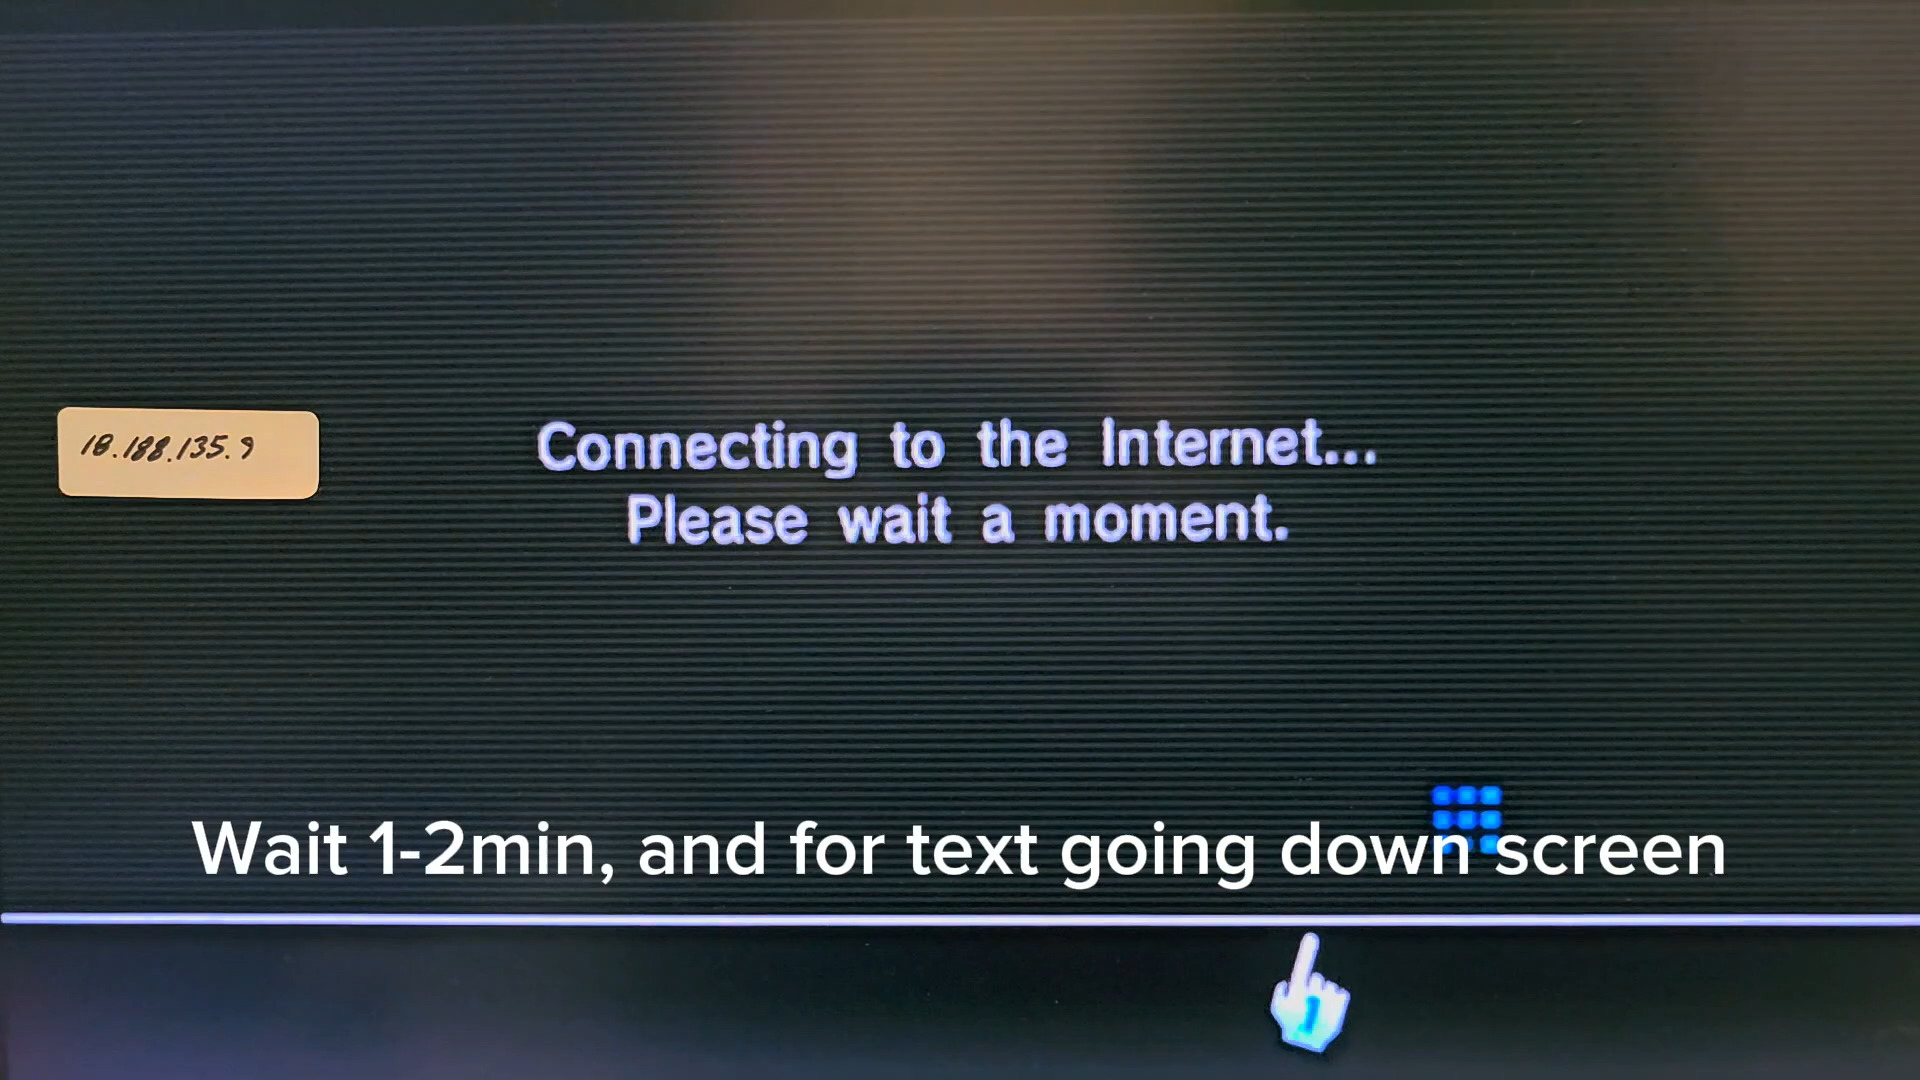 18.188.135.9
Connecting to the Internet...
Please wait a moment.
Wait 1-2min, and for text going down screen
1